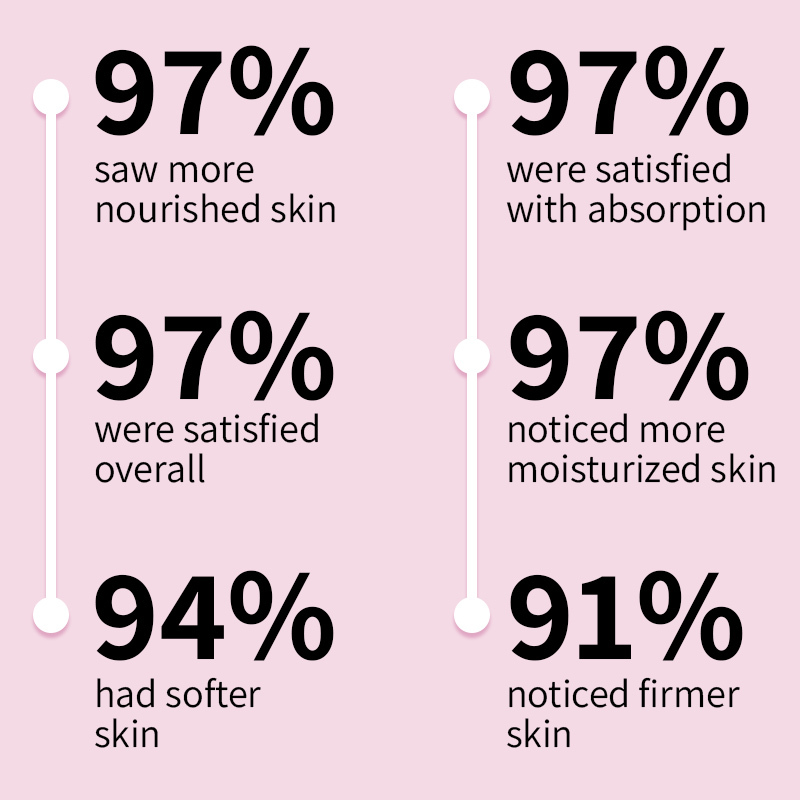 97%
saw more
nourished skin
97%
were satisfied
overall
94%
had softer
skin
97%
were satisfied
with absorption
97%
noticed more
moisturized skin
91%
noticed firmer
skin